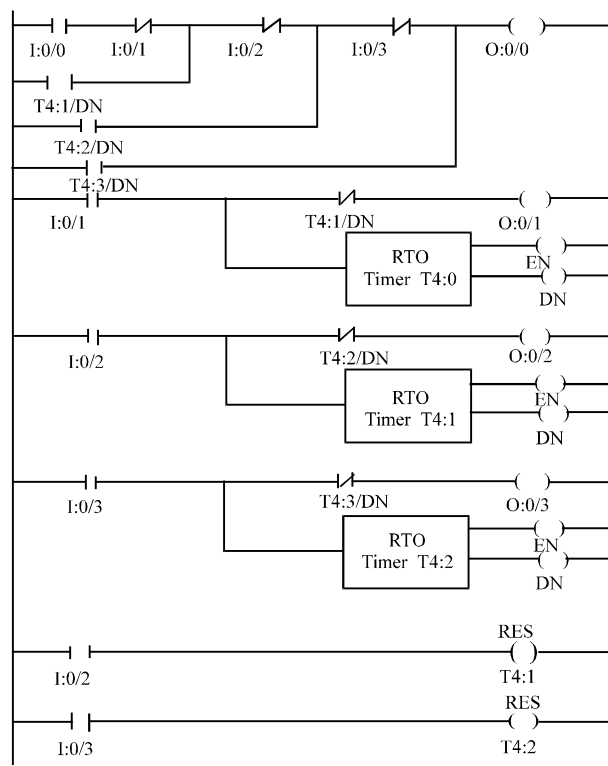 I:0/0 I:0/1 I:0/2 I:0/3 O:0/0
T4:1/DN
T4:2/DN
T4:3/DN
I:0/1 T4:1/DN O:0/1
RTO
Timer T4:0
EN
DN
I:0/2 T4:2/DN O:0/2
RTO
Timer T4:1
EN
DN
I:0/3 T4:3/DN O:0/3
RTO
Timer T4:2
EN
DN
RES
I:0/2 T4:1
RES
I:0/3 T4:2